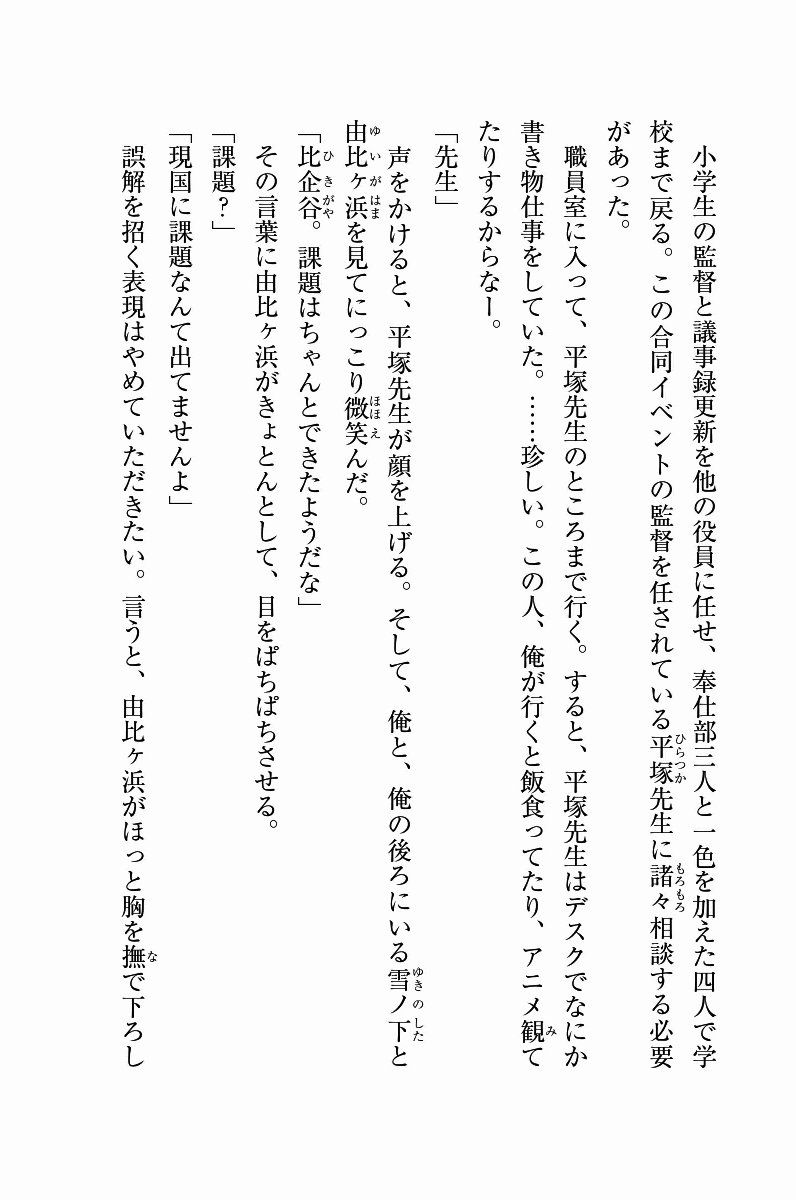 小学生の監督と議事録更新を他の役員に任せ、奉仕部三人と一色を加えた四人で学
校まで戻る。この合同イベントの監督を任されている平塚先生に諸々相談する必要
があった。
職員室に入って、平塚先生のところまで行く。すると、平塚先生はデスクでなにか
書き物仕事をしていた。……珍しい。この人、俺が行くと飯食ってたり、アニメ観て
たりするからなー。
「先生」
声をかけると、平塚先生が顔を上げる。そして、俺と、俺の後ろにいる雪ノ下と
由比ヶ浜を見てにっこり微笑んだ。
「比企谷。課題はちゃんとできたようだな」
その言葉に由比ヶ浜がきょとんとして、目をぱちぱちさせる。
「課題？」
「現国に課題なんて出てませんよ」
誤解を招く表現はやめていただきたい。言うと、由比ヶ浜がほっと胸を撫で下ろし